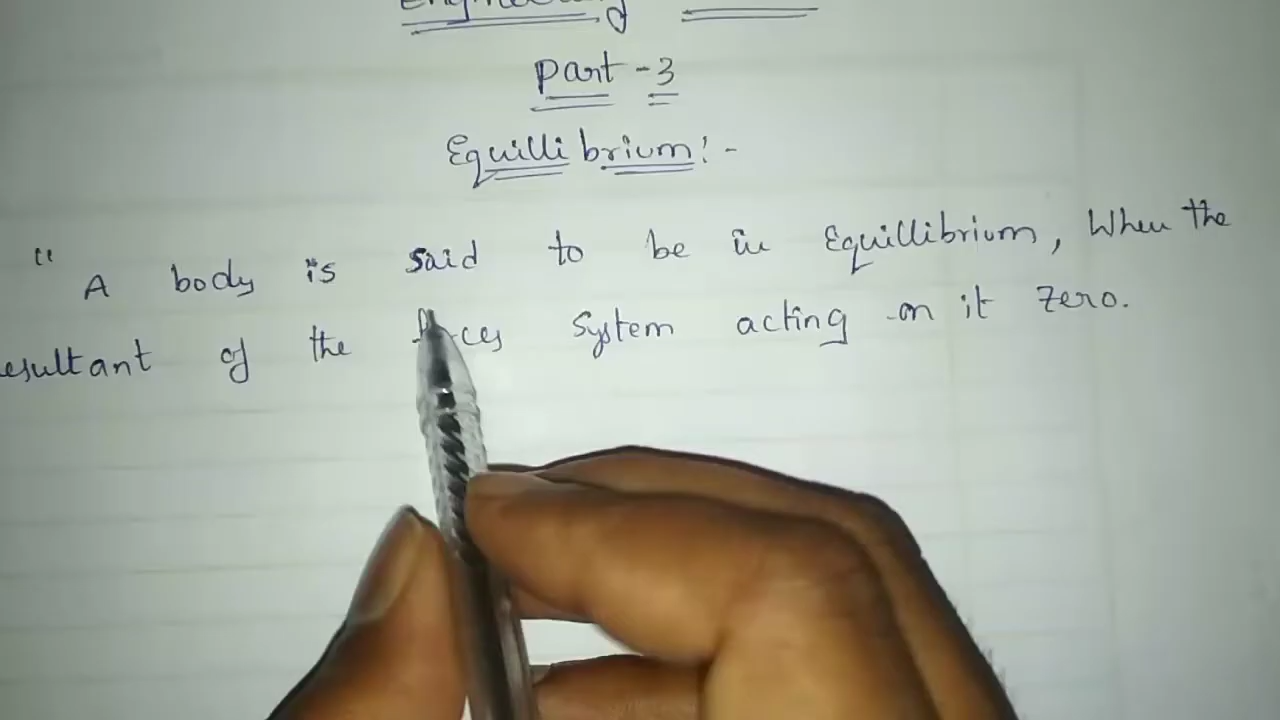 Part - 3
Equillibrium:-
" A body is said to be in Equillibrium, When the
of the forces System acting on it zero.